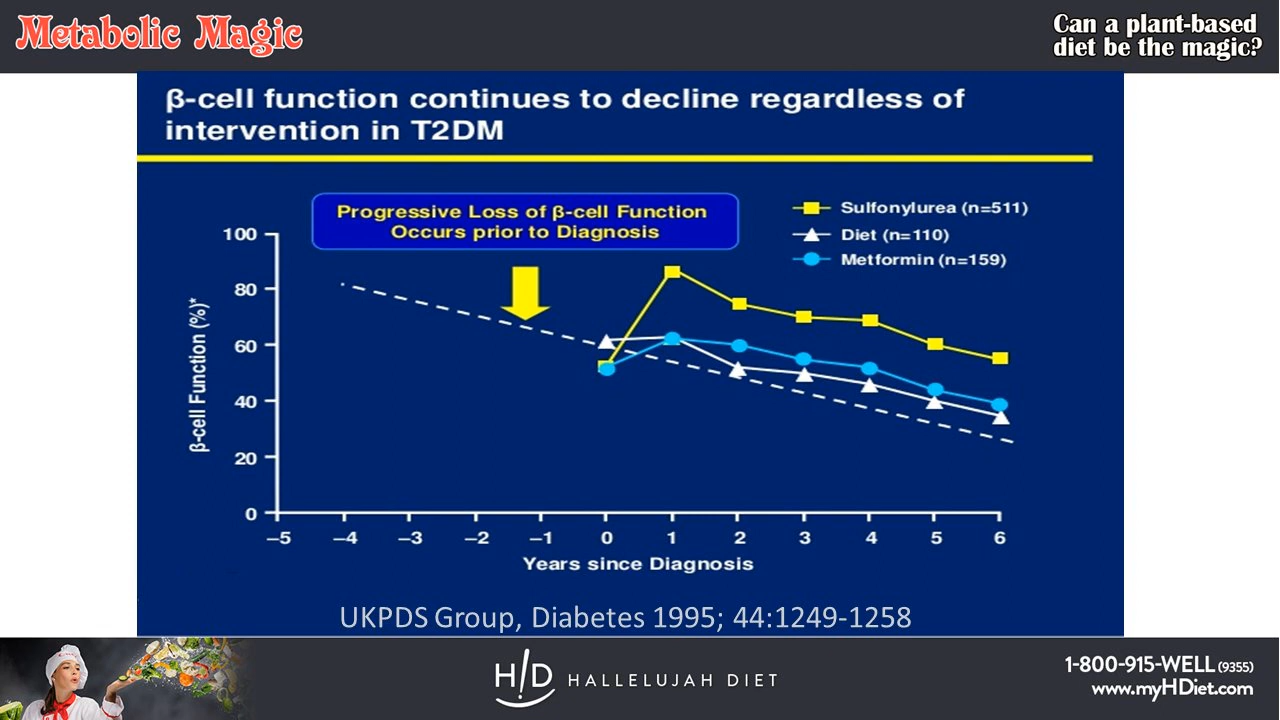 Metabolic Magic
Can a plant-based
diet be the magic?
β-cell function continues to decline regardless of
intervention in T2DM
Progressive Loss of β-cell Function
Occurs prior to Diagnosis
Sulfonylurea (n=511)
Diet (n=110)
Metformin (n=159)
β-cell Function (%)*
100
80
60
40
20
0
–5 –4 –3 –2 –1 0 1 2 3 4 5 6
Years since Diagnosis
UKPDS Group, Diabetes 1995; 44:1249-1258
H!D HALLELUJAH DIET
1-800-915-WELL (9355)
www.myHDiet.com